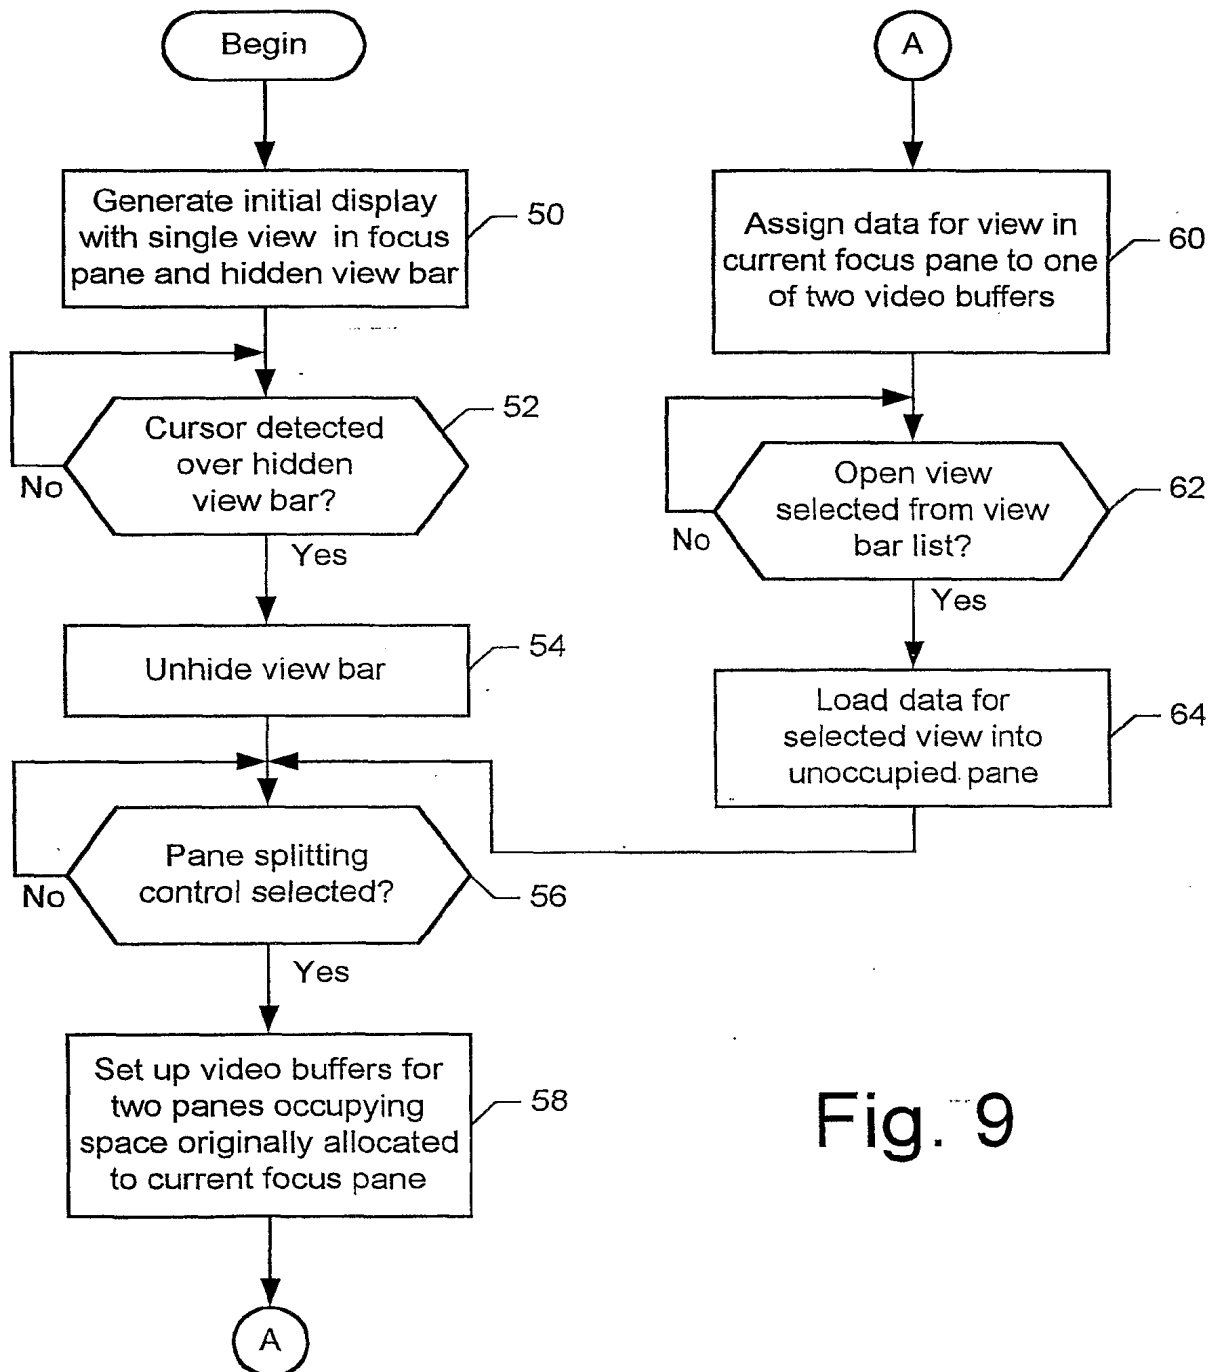 Begin
Generate initial display
with single view in focus
pane and hidden view bar
50
Cursor detected
over hidden
view bar?
52
No
Yes
Unhide view bar
54
Pane splitting
control selected?
56
No
Yes
Set up video buffers for
two panes occupying
space originally allocated
to current focus pane
58
A
A
Assign data for view in
current focus pane to one
of two video buffers
60
Open view
selected from view
bar list?
62
No
Yes
Load data for
selected view into
unoccupied pane
64
Fig. 9